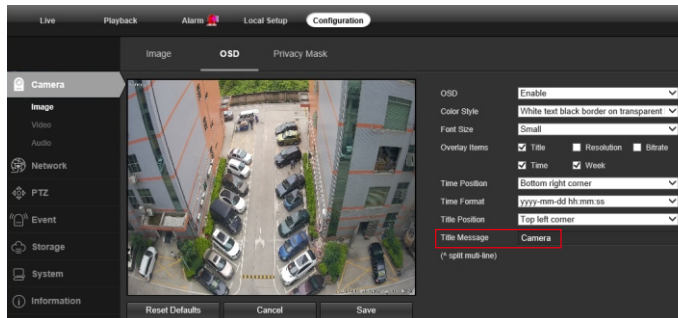 Live Playback Alarm Local Setup Configuration
Image OSD Privacy Mask
Camera
Image
Video
Audio
Network
PTZ
Event
Storage
System
Information
OSD Enable
Color Style White text black border on transparent
Font Size Small
Overlay Items Title Resolution Bitrate
Time Week
Time Position Bottom right corner
Time Format yyyy-mm-dd hh:mm:ss
Title Position Top left corner
Title Message Camera
(^ split muti-line)
Reset Defaults Cancel Save